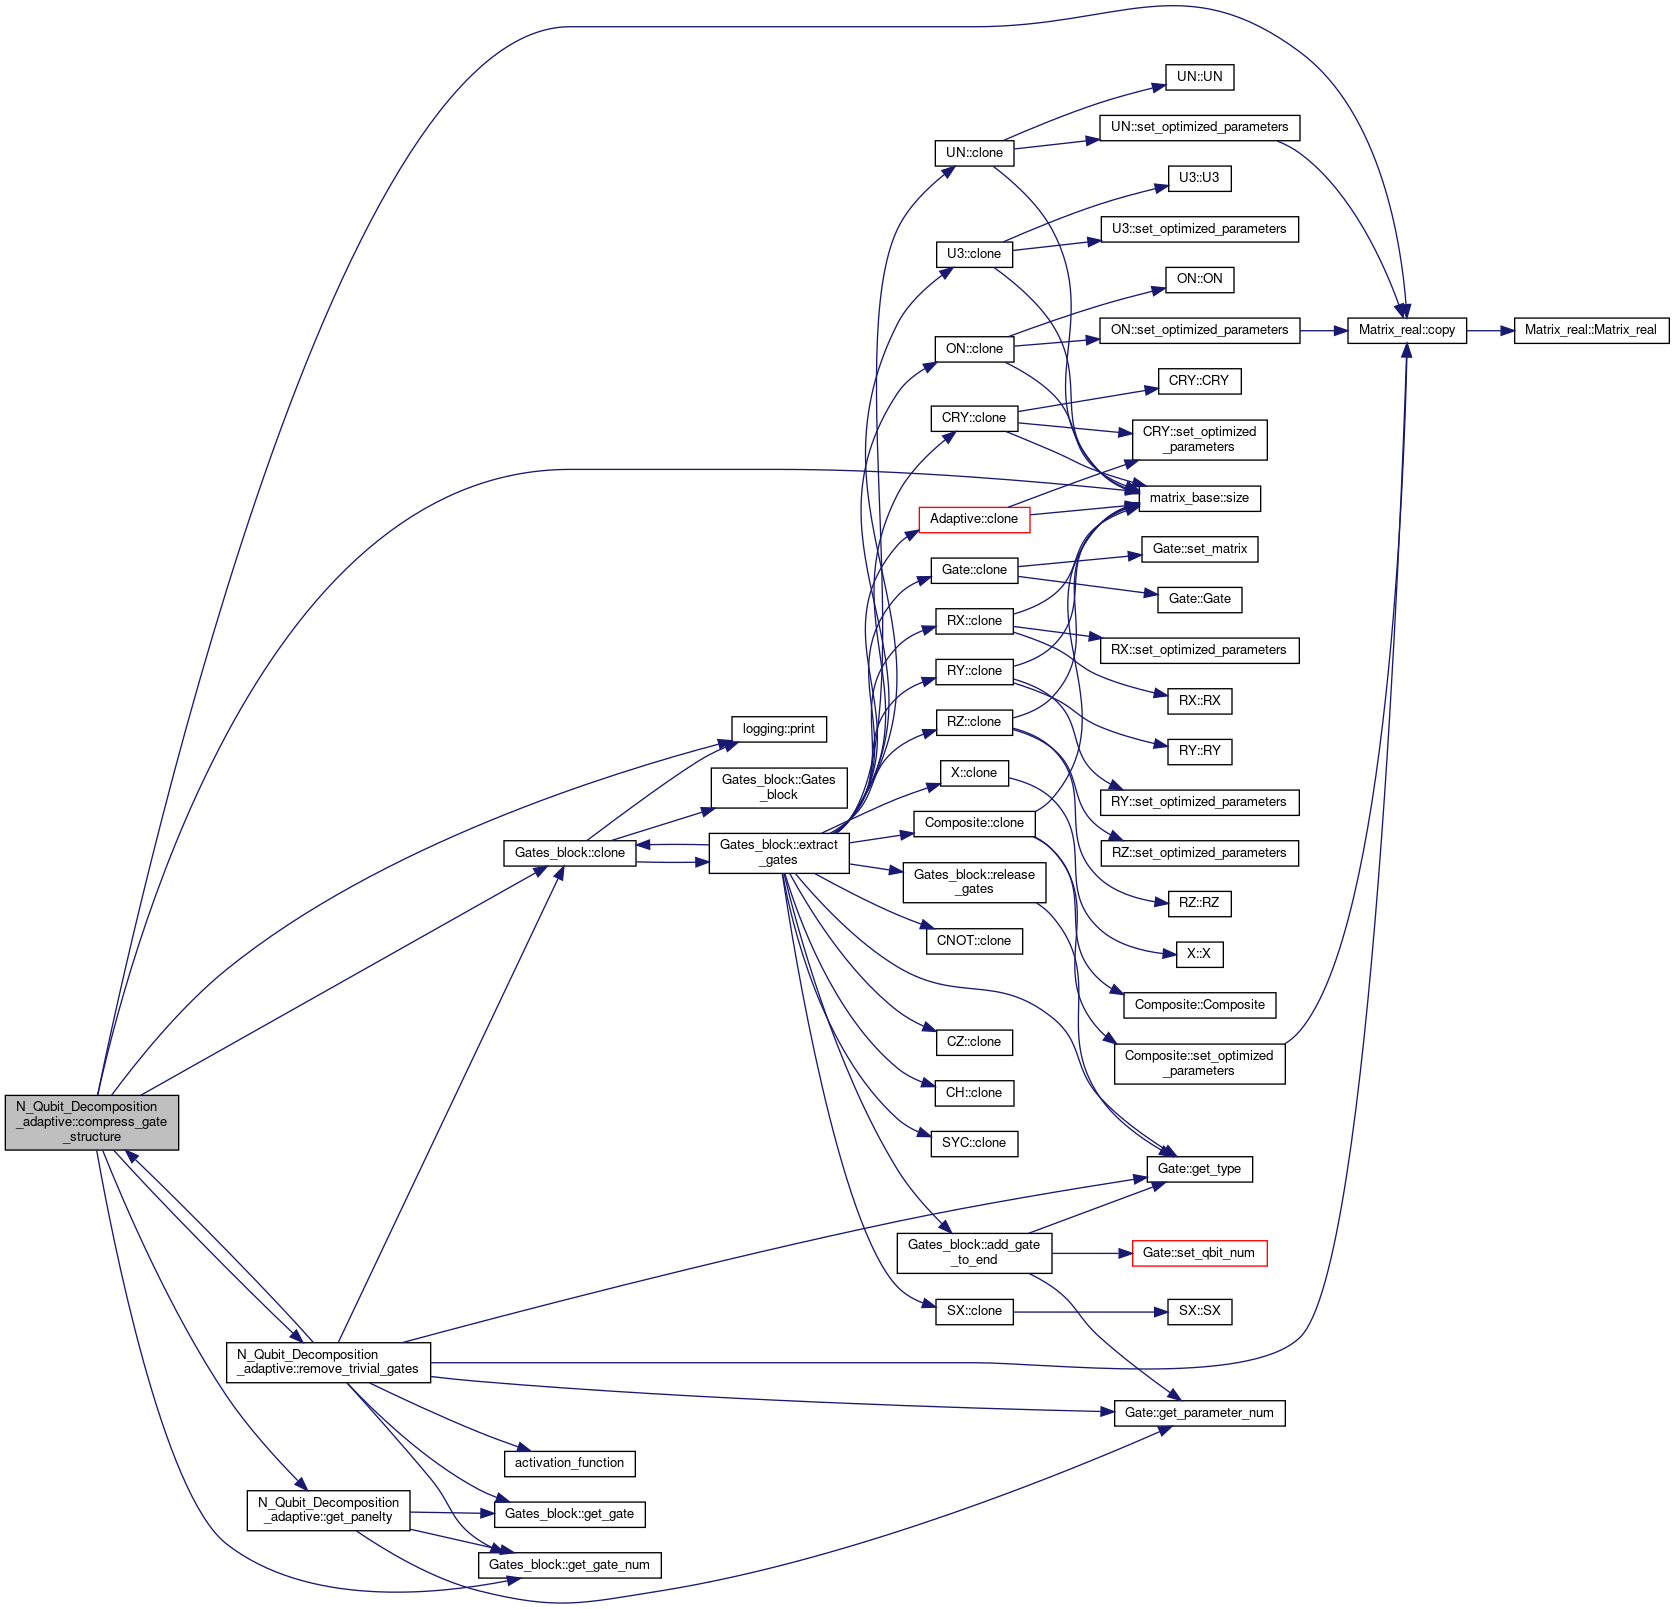 UN::UN
UN::set_optimized_parameters
UN::clone
U3::U3
U3::set_optimized_parameters
U3::clone
ON::ON
ON::set_optimized_parameters
Matrix_real::copy
Matrix_real::Matrix_real
ON::clone
CRY::CRY
CRY::clone
CRY::set_optimized
_parameters
matrix_base::size
Adaptive::clone
Gate::set_matrix
Gate::clone
Gate::Gate
RX::clone
RX::set_optimized_parameters
RY::clone
RX::RX
RZ::clone
logging::print
RY::RY
X::clone
Gates_block::Gates
_block
RY::set_optimized_parameters
Composite::clone
Gates_block::clone
Gates_block::extract
_gates
RZ::set_optimized_parameters
Gates_block::release
_gates
RZ::RZ
CNOT::clone
X::X
Composite::Composite
CZ::clone
Composite::set_optimized
_parameters
CH::clone
N_Qubit_Decomposition
_adaptive::compress_gate
_structure
SYC::clone
Gate::get_type
Gates_block::add_gate
_to_end
Gate::set_qbit_num
SX::clone
SX::SX
N_Qubit_Decomposition
_adaptive::remove_trivial_gates
Gate::get_parameter_num
activation_function
N_Qubit_Decomposition
_adaptive::get_panelty
Gates_block::get_gate
Gates_block::get_gate_num